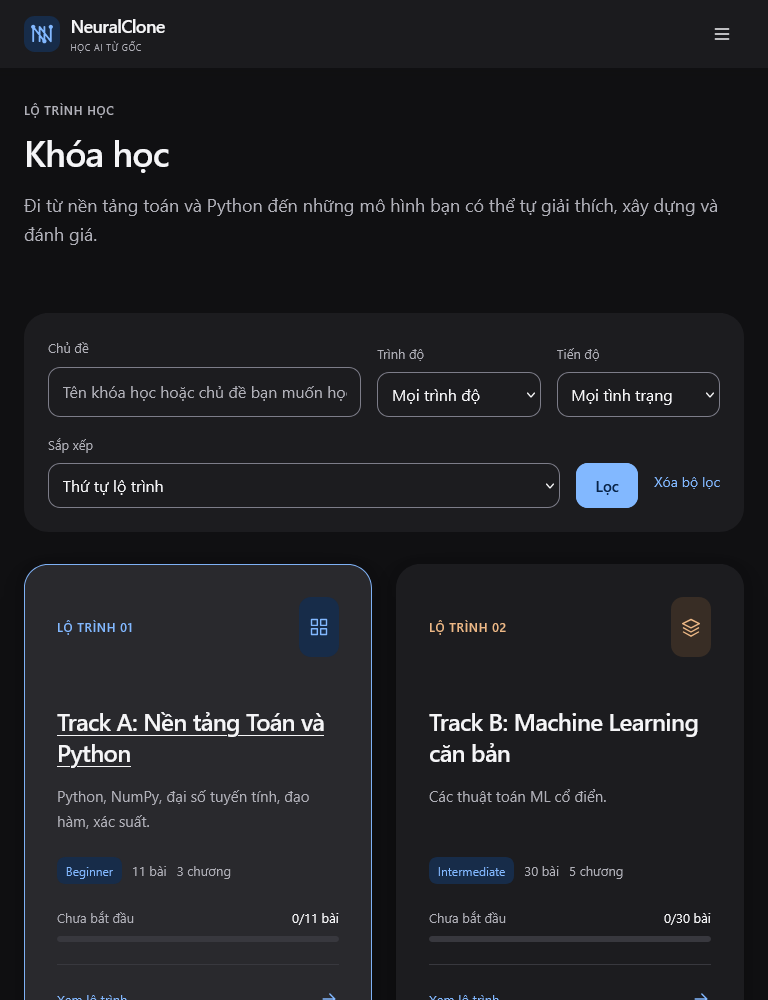 NeuralClone
HỌC AI TỪ GỐC
LỘ TRÌNH HỌC
Khóa học
Đi từ nền tảng toán và Python đến những mô hình bạn có thể tự giải thích, xây dựng và
đánh giá.
Chủ đề
Trình độ
Tiến độ
Tên khóa học hoặc chủ đề bạn muốn họ
Mọi trình độ
Mọi tình trạng
Sắp xếp
Thứ tự lộ trình
Lọc
Xóa bộ lọc
LỘ TRÌNH 01
Track A: Nền tảng Toán và
Python
Python, NumPy, đại số tuyến tính, đạo
hàm, xác suất.
Beginner 11 bài 3 chương
Chưa bắt đầu 0/11 bài
Xem lộ trình
LỘ TRÌNH 02
Track B: Machine Learning
căn bản
Các thuật toán ML cổ điển.
Intermediate 30 bài 5 chương
Chưa bắt đầu 0/30 bài
Xem lộ trình